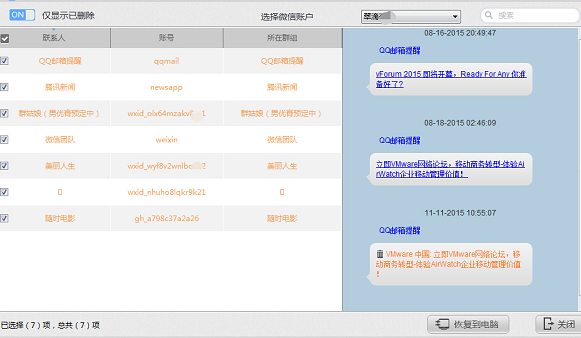 ON 仅显示已删除 选择微信账户 搜索
联系人 账号 所在群组
QQ邮箱提醒 qqmail QQ邮箱提醒
腾讯新闻 newsapp 腾讯新闻
群姑娘（男优脊预定中） 群姑娘（男优脊预定中）
微信团队 weixin 微信团队
美丽人生 美丽人生
wxid_nhuho8lqkr9k21
随时电影 gh_a798c37a2a26 随时电影
08-16-2015 20:49:47
QQ邮箱提醒
vForum 2015 即将开幕，Ready For Any 你准
备好了?
08-18-2015 02:46:09
QQ邮箱提醒
立即VMware网络论坛，移动商务转型-体验Ai
rWatch企业移动管理价值！
11-11-2015 10:55:07
QQ邮箱提醒
VMware 中国: 立即VMware网络论坛，移
动商务转型-体验AirWatch企业移动管理价值
！
已选择（7）项，总共（7）项 恢复到电脑 关闭